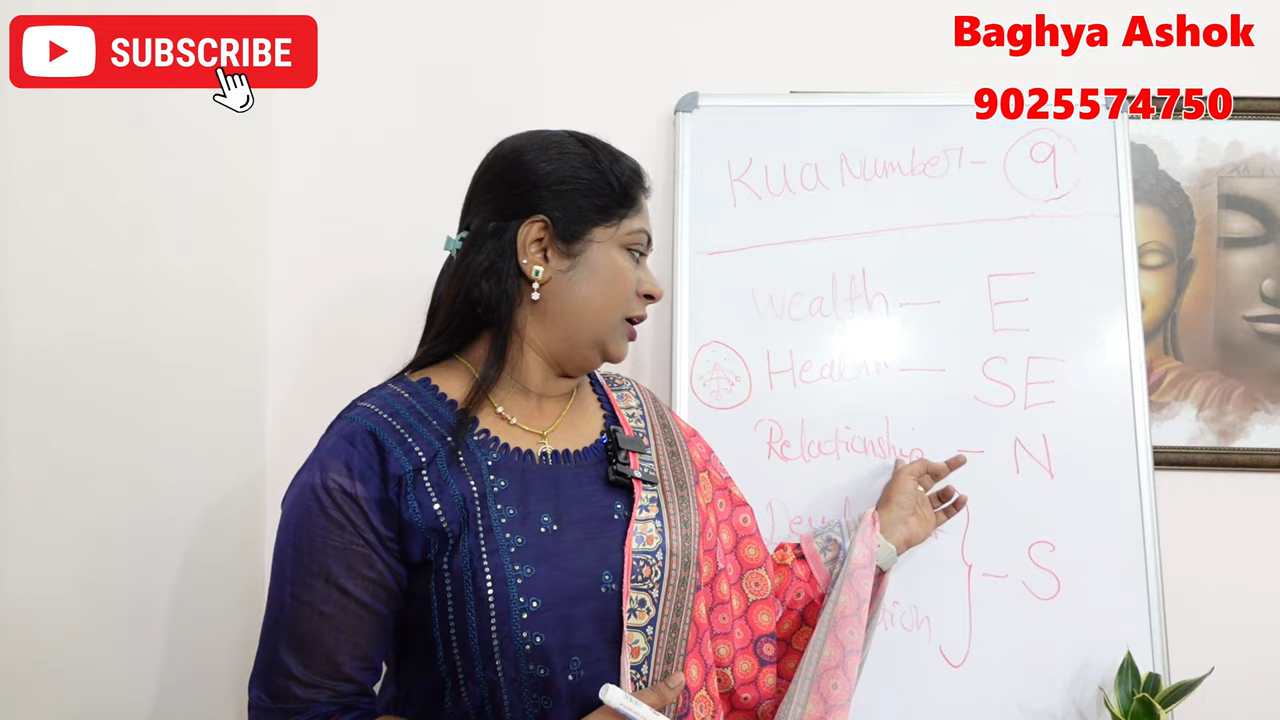 SUBSCRIBE
Baghya Ashok
9025574750
Kua Number - 9
Wealth - E
Health - SE
Relationship - N
- S